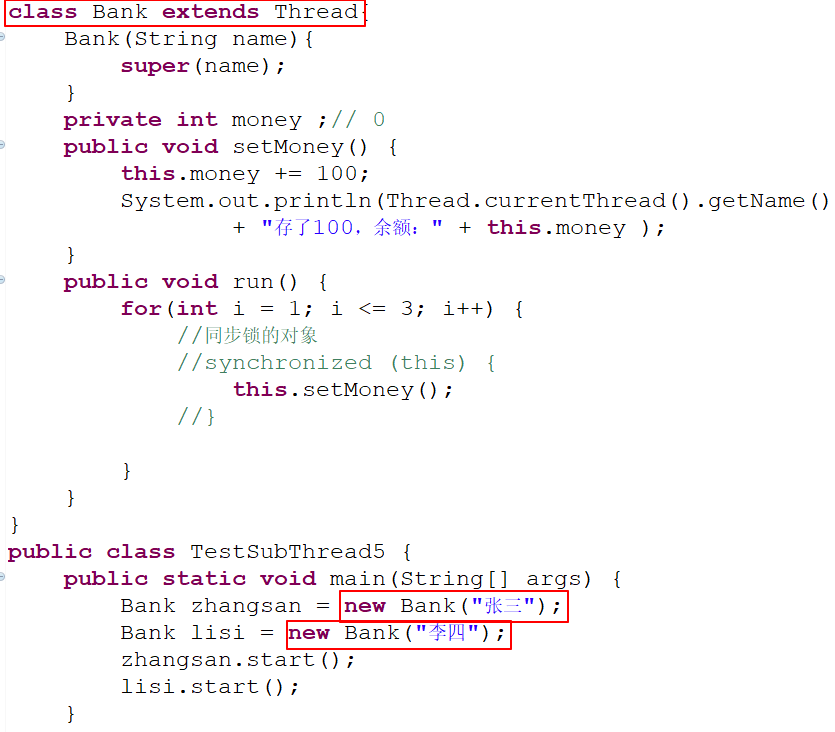 class Bank extends Thread{
    Bank(String name){
        super(name);
    }
    private int money ;// 0
    public void setMoney() {
        this.money += 100;
        System.out.println(Thread.currentThread().getName()
                + "存了100，余额：" + this.money );
    }
    public void run() {
        for(int i = 1; i <= 3; i++) {
            //同步锁的对象
            //synchronized (this) {
                this.setMoney();
            //}
        }
    }
}
public class TestSubThread5 {
    public static void main(String[] args) {
        Bank zhangsan = new Bank("张三");
        Bank lisi = new Bank("李四");
        zhangsan.start();
        lisi.start();
    }